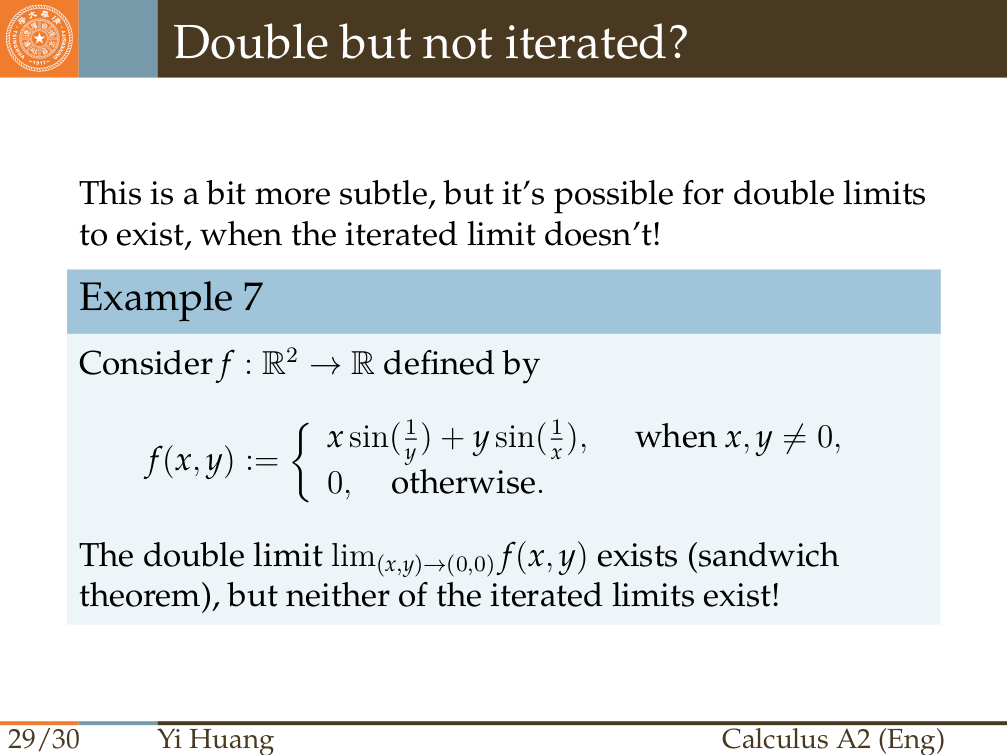 Double but not iterated?
This is a bit more subtle, but it’s possible for double limits
to exist, when the iterated limit doesn’t!
Example 7
Consider f : ℝ² → ℝ defined by
f(x, y) := { x sin(1/y) + y sin(1/x), when x, y ≠ 0,
0, otherwise.
The double limit lim(x,y)→(0,0) f(x, y) exists (sandwich
theorem), but neither of the iterated limits exist!
29/30 Yi Huang Calculus A2 (Eng)